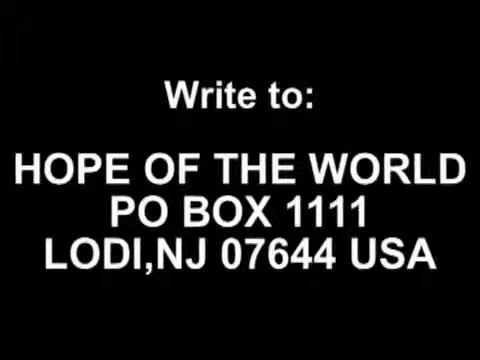 Write to:
HOPE OF THE WORLD
PO BOX 1111
LODI,NJ 07644 USA